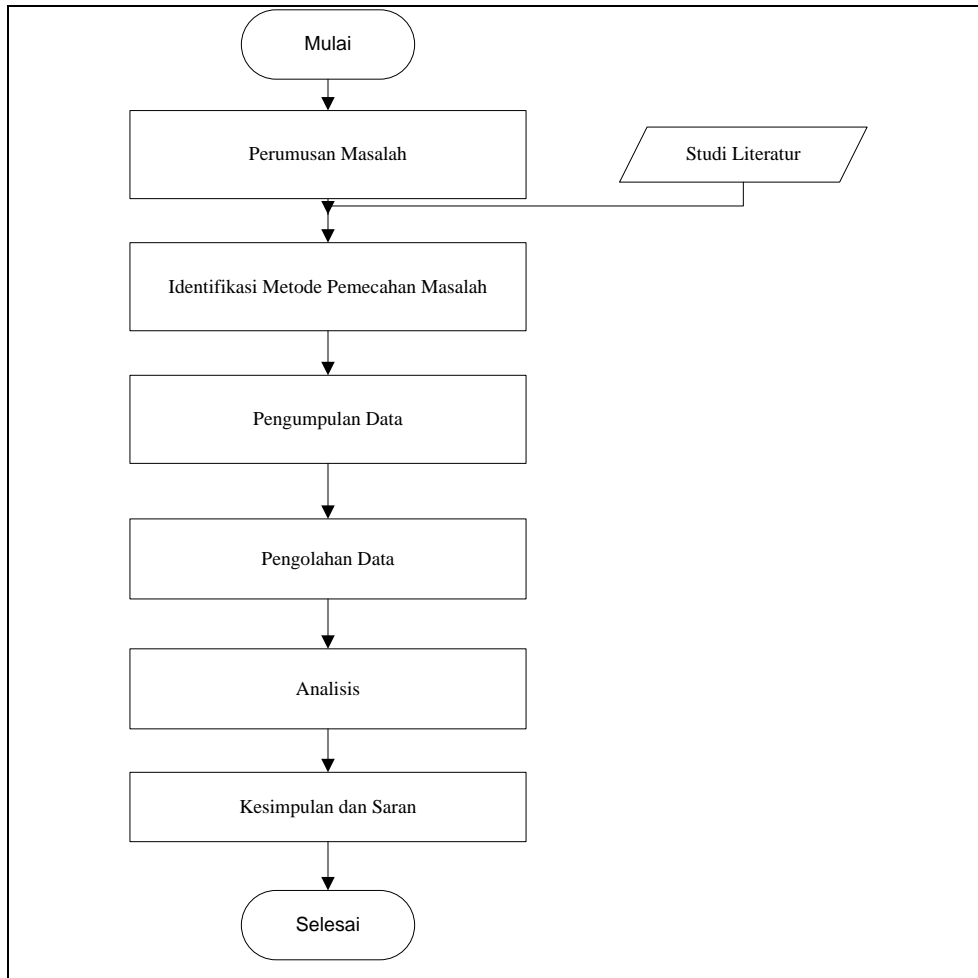 Mulai
Perumusan Masalah
Studi Literatur
Identifikasi Metode Pemecahan Masalah
Pengumpulan Data
Pengolahan Data
Analisis
Kesimpulan dan Saran
Selesai